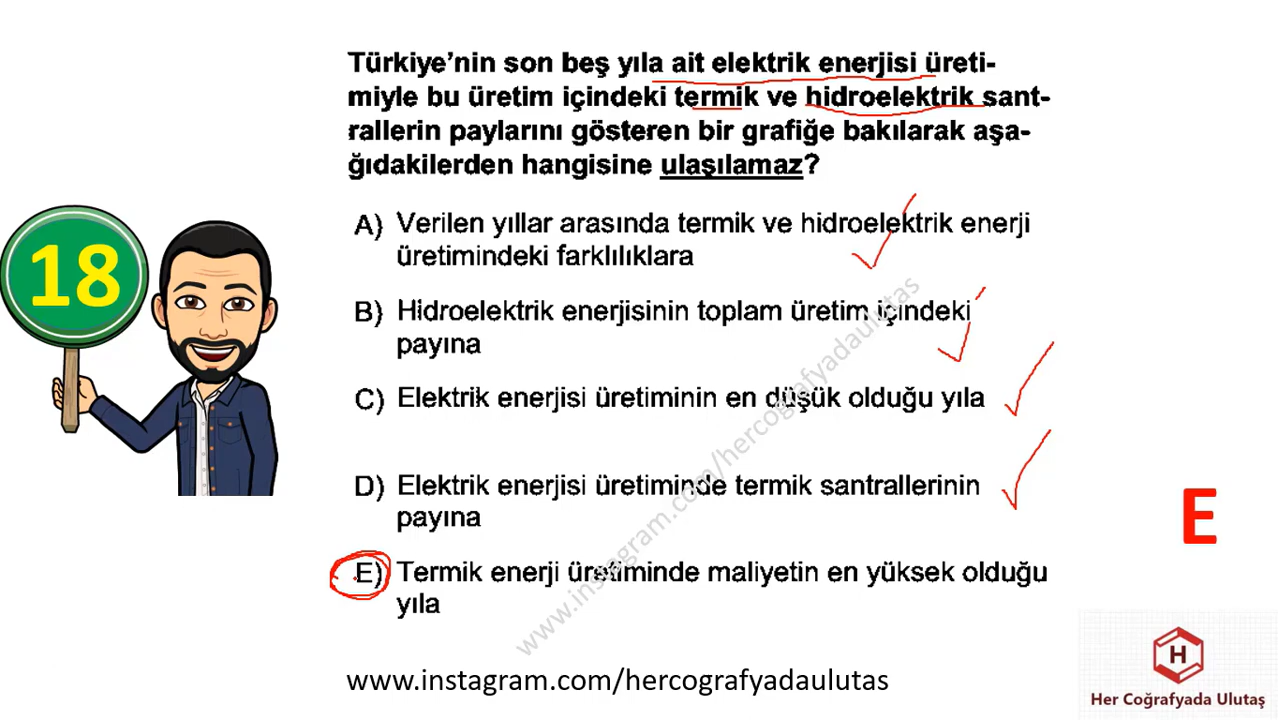 Türkiye'nin son beş yıla ait elektrik enerjisi üreti-
miyle bu üretim içindeki termik ve hidroelektrik sant-
rallerin paylarını gösteren bir grafiğe bakılarak aşa-
ğıdakilerden hangisine ulaşılamaz?
18
A) Verilen yıllar arasında termik ve hidroelektrik enerji
üretimindeki farklılıklara
B) Hidroelektrik enerjisinin toplam üretim içindeki
payına
C) Elektrik enerjisi üretiminin en düşük olduğu yıla
D) Elektrik enerjisi üretiminde termik santrallerinin
payına
E
E) Termik enerji üretiminde maliyetin en yüksek olduğu
yıla
www.instagram.com/hercografyadaulutas
www.instagram.com/hercografyadaulutas
H
Her Coğrafyada Ulutaş